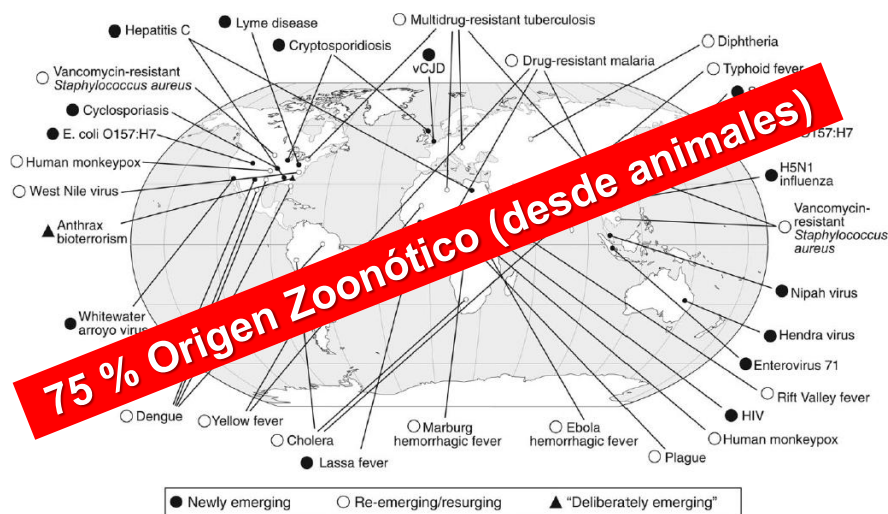 Hepatitis C
Lyme disease
Cryptosporidiosis
Multidrug-resistant tuberculosis
vCJD
Drug-resistant malaria
Diphtheria
Typhoid fever
Vancomycin-resistant
Staphylococcus aureus
Cyclosporiasis
E. coli O157:H7
Human monkeypox
West Nile virus
Anthrax
bioterrorism
Whitewater
arroyo virus
75 % Origen Zoonótico (desde animales)
O157:H7
H5N1
influenza
Vancomycin-
resistant
Staphylococcus
aureus
Nipah virus
Hendra virus
Enterovirus 71
Rift Valley fever
HIV
Human monkeypox
Plague
Ebola
hemorrhagic fever
Marburg
hemorrhagic fever
Dengue
Yellow fever
Cholera
Lassa fever
Newly emerging
Re-emerging/resurging
"Deliberately emerging"